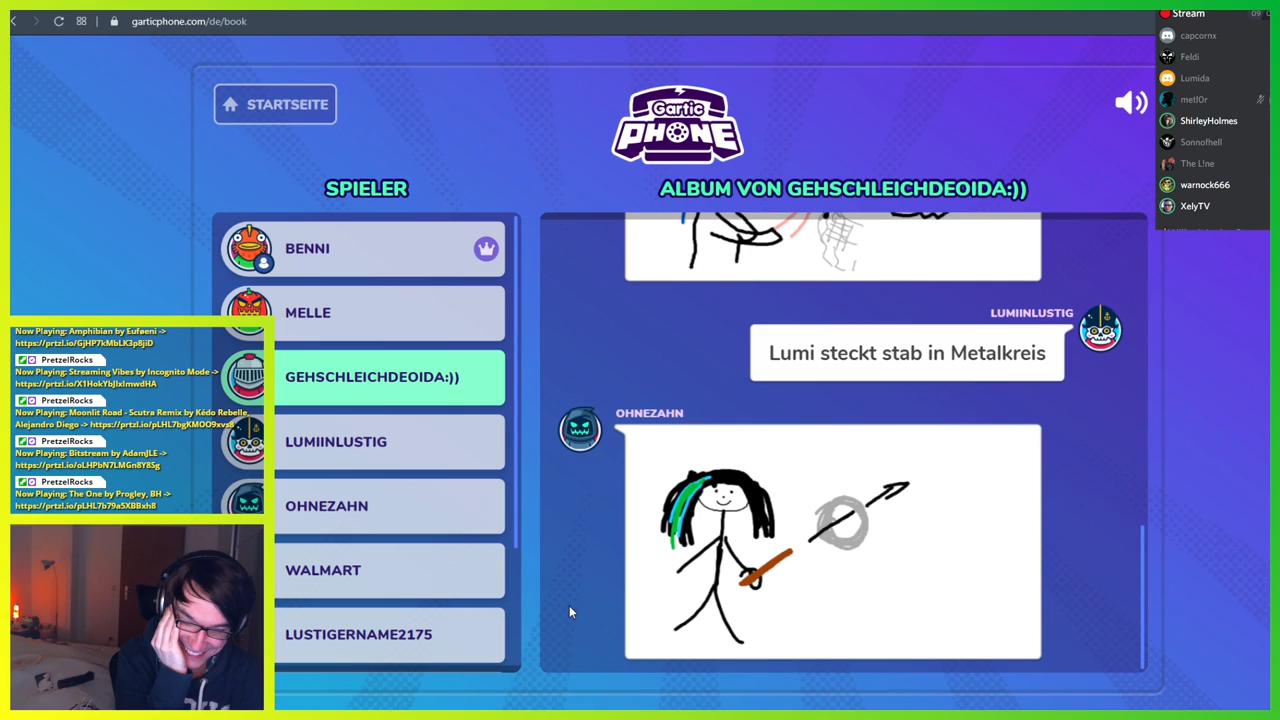 garticphone.com/de/book
Stream
09
capcornx
Feldi
Lumida
metl0r
ShirleyHolmes
Sonnofhell
The L!ne
warnock666
XelyTV
STARTSEITE
Gartic
PHONE
SPIELER
ALBUM VON GEHSCHLEICHDEOIDA:))
BENNI
MELLE
GEHSCHLEICHDEOIDA:))
LUMIINLUSTIG
OHNEZAHN
WALMART
LUSTIGERNAME2175
LUMIINLUSTIG
Lumi steckt stab in Metalkreis
OHNEZAHN
Now Playing: Amphibian by Euføeni ->
https://prtzl.io/GjHP7kMbLK3p8jiD
PretzelRocks
Now Playing: Streaming Vibes by Incognito Mode ->
https://prtzl.io/X1HokYbJlxlmwdHA
PretzelRocks
Now Playing: Moonlit Road - Scutra Remix by Kédo Rebelle,
Alejandro Diego -> https://prtzl.io/pLHL7bgKMOO9xvs8
PretzelRocks
Now Playing: Bitstream by AdamJLE ->
https://prtzl.io/oLHPbN7LMGn8Y8Sg
PretzelRocks
Now Playing: The One by Progley, BH ->
https://prtzl.io/pLHL7b79a5XBBxh8